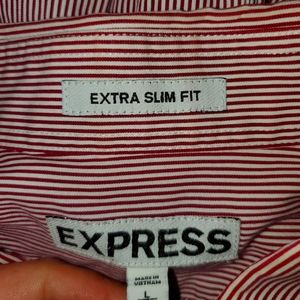 EXTRA SLIM FIT
EXPRESS
MADE IN
VIETNAM
L